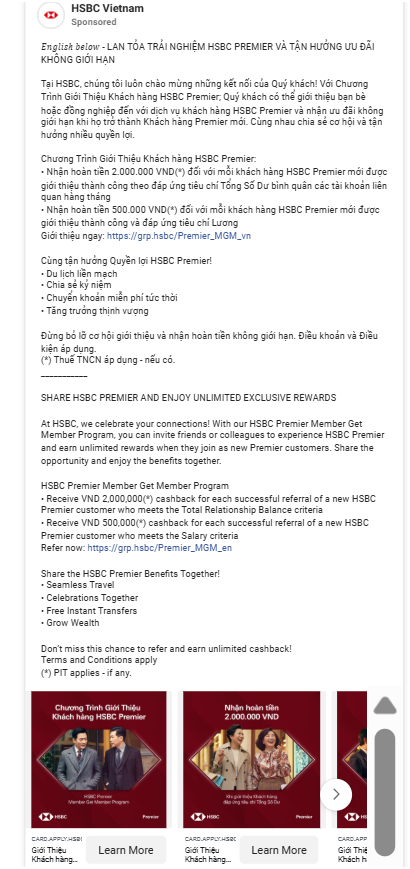 HSBC Vietnam
Sponsored
English below - LAN TỎA TRẢI NGHIỆM HSBC PREMIER VÀ TẬN HƯỞNG ƯU ĐÃI
KHÔNG GIỚI HẠN
Tại HSBC, chúng tôi luôn chào mừng những kết nối của Quý khách! Với Chương
Trình Giới Thiệu Khách hàng HSBC Premier; Quý khách có thể giới thiệu bạn bè
hoặc đồng nghiệp đến với dịch vụ khách hàng HSBC Premier và nhận ưu đãi không
giới hạn khi họ trở thành Khách hàng Premier mới. Cùng nhau chia sẻ cơ hội và tận
hưởng nhiều quyền lợi.
Chương Trình Giới Thiệu Khách hàng HSBC Premier:
• Nhận hoàn tiền 2.000.000 VND(*) đối với mỗi khách hàng HSBC Premier mới được
giới thiệu thành công theo đáp ứng tiêu chí Tổng Số Dư bình quân các tài khoản liên
quan hàng tháng
• Nhận hoàn tiền 500.000 VND(*) đối với mỗi khách hàng HSBC Premier mới được
giới thiệu thành công và đáp ứng tiêu chí Lương
Giới thiệu ngay: https://grp.hsbc/Premier_MGM_vn
Cùng tận hưởng Quyền lợi HSBC Premier!
• Du lịch liền mạch
• Chia sẻ kỷ niệm
• Chuyển khoản miễn phí tức thời
• Tăng trưởng thịnh vượng
Đừng bỏ lỡ cơ hội giới thiệu và nhận hoàn tiền không giới hạn. Điều khoản và Điều
kiện áp dụng.
(*) Thuế TNCN áp dụng - nếu có.
___________
SHARE HSBC PREMIER AND ENJOY UNLIMITED EXCLUSIVE REWARDS
At HSBC, we celebrate your connections! With our HSBC Premier Member Get
Member Program, you can invite friends or colleagues to experience HSBC Premier
and earn unlimited rewards when they join as new Premier customers. Share the
opportunity and enjoy the benefits together.
HSBC Premier Member Get Member Program
• Receive VND 2,000,000(*) cashback for each successful referral of a new HSBC
Premier customer who meets the Total Relationship Balance criteria
• Receive VND 500,000(*) cashback for each successful referral of a new HSBC
Premier customer who meets the Salary criteria
Refer now: https://grp.hsbc/Premier_MGM_en
Share the HSBC Premier Benefits Together!
• Seamless Travel
• Celebrations Together
• Free Instant Transfers
• Grow Wealth
Don't miss this chance to refer and earn unlimited cashback!
Terms and Conditions apply
(*) PIT applies - if any.
Chương Trình Giới Thiệu
Khách hàng HSBC Premier
HSBC Premier
Member Get Member Program
HSBC
Premier
CARD.APPLY.HSBC
Giới Thiệu
Khách hàng...
Learn More
Nhận hoàn tiền
2.000.000 VND
Khi giới thiệu Khách hàng
đáp ứng tiêu chí Tổng Số Dư
HSBC
Premier
CARD.APPLY.HSBC
Giới Thiệu
Khách hàng...
Learn More
CARD.APPLY
Giới Thi
Khách h